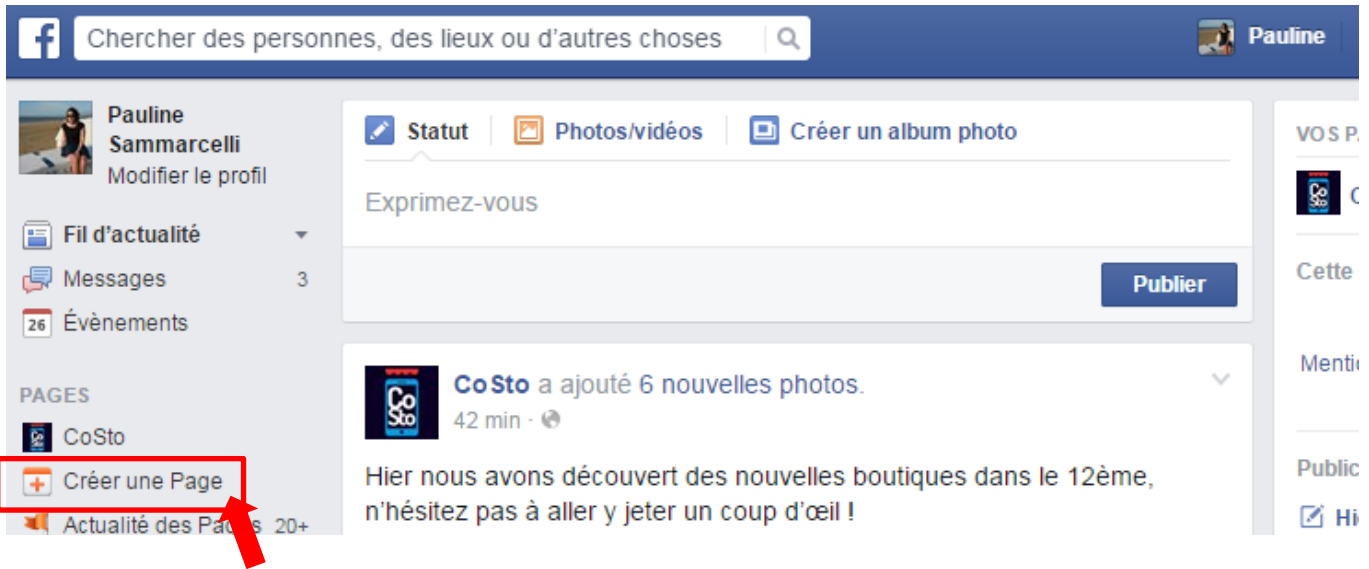 f Chercher des personnes, des lieux ou d'autres choses
Pauline
Pauline
Sammarcelli
Modifier le profil
Fil d'actualité
Messages 3
26 Évènements
PAGES
CoSto
Créer une Page
Actualité des Pages 20+
Statut Photos/vidéos Créer un album photo
Exprimez-vous
Publier
CoSto
CoSto a ajouté 6 nouvelles photos.
42 min ·
Hier nous avons découvert des nouvelles boutiques dans le 12ème,
n'hésitez pas à aller y jeter un coup d'œil !
VOS
CoSto
Cette